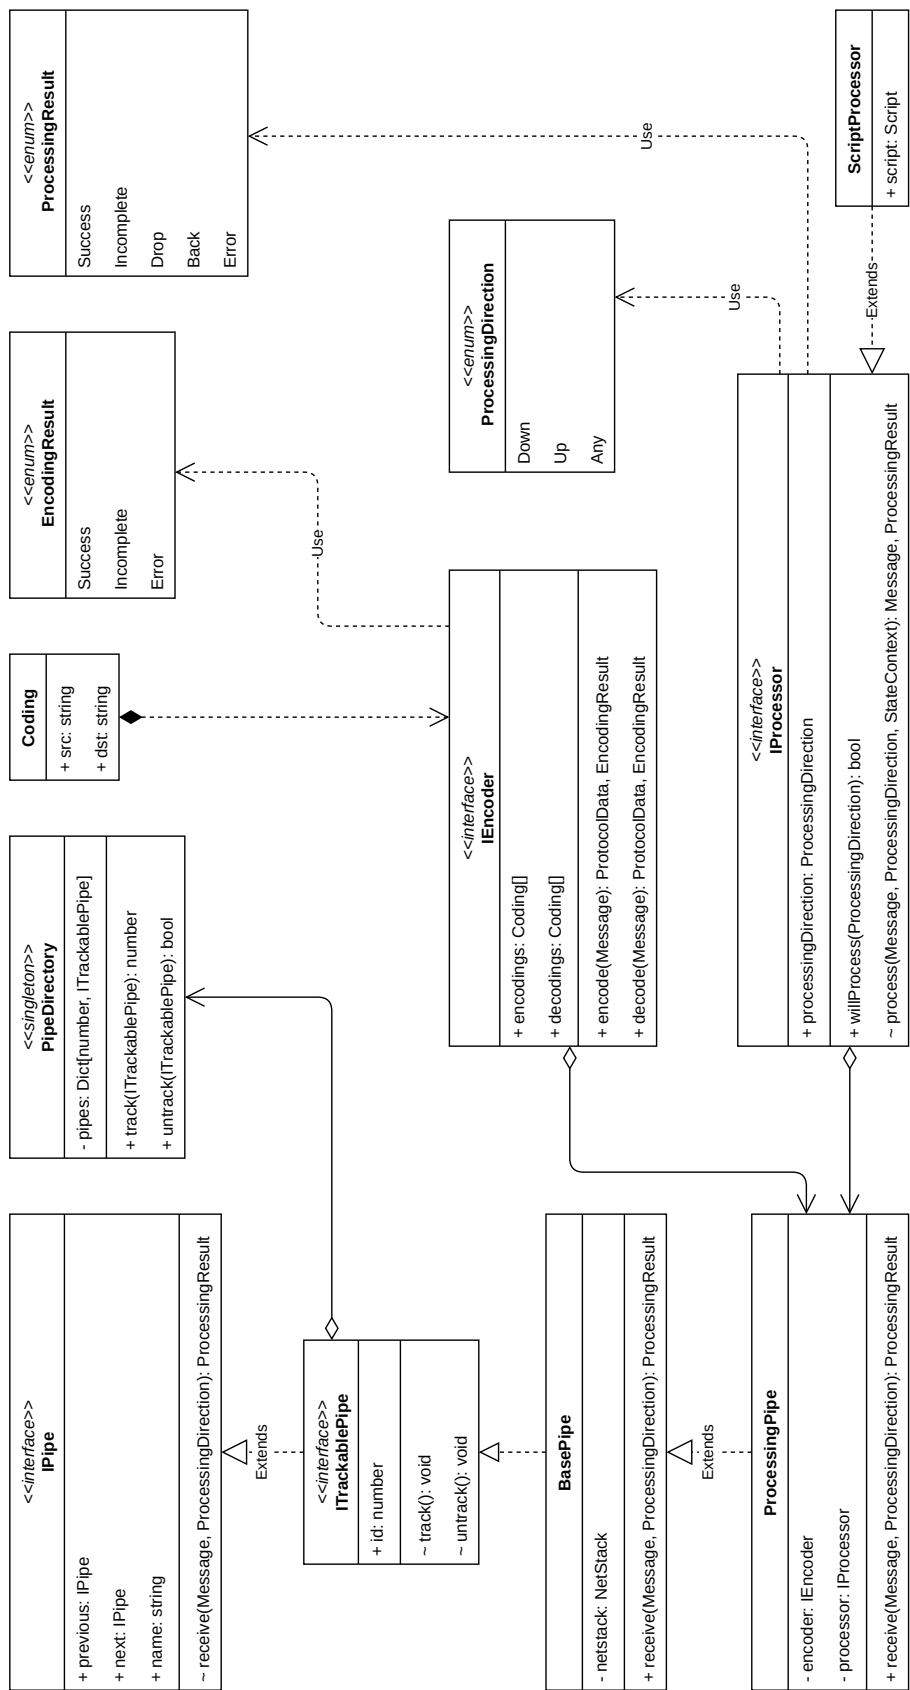 <<interface>>
IPipe
+ previous: IPipe
+ next: IPipe
+ name: string
~ receive(Message, ProcessingDirection): ProcessingResult
<<singleton>>
PipeDirectory
- pipes: Dict[number, ITrackablePipe]
+ track(ITrackablePipe): number
+ untrack(ITrackablePipe): bool
Coding
+ src: string
+ dst: string
<<enum>>
EncodingResult
Success
Incomplete
Error
<<enum>>
ProcessingResult
Success
Incomplete
Drop
Back
Error
Extends
<<interface>>
ITrackablePipe
+ id: number
~ track(): void
~ untrack(): void
Use
<<interface>>
IEncoder
+ encodings: Coding[]
+ decodings: Coding[]
+ encode(Message): ProtocolData, EncodingResult
+ decode(Message): ProtocolData, EncodingResult
<<enum>>
ProcessingDirection
Down
Up
Any
BasePipe
- netstack: NetStack
+ receive(Message, ProcessingDirection): ProcessingResult
Use
Extends
Use
ProcessingPipe
- encoder: IEncoder
- processor: IProcessor
+ receive(Message, ProcessingDirection): ProcessingResult
<<interface>>
IProcessor
+ processingDirection: ProcessingDirection
+ willProcess(ProcessingDirection): bool
~ process(Message, ProcessingDirection, StateContext): Message, ProcessingResult
Extends
ScriptProcessor
+ script: Script